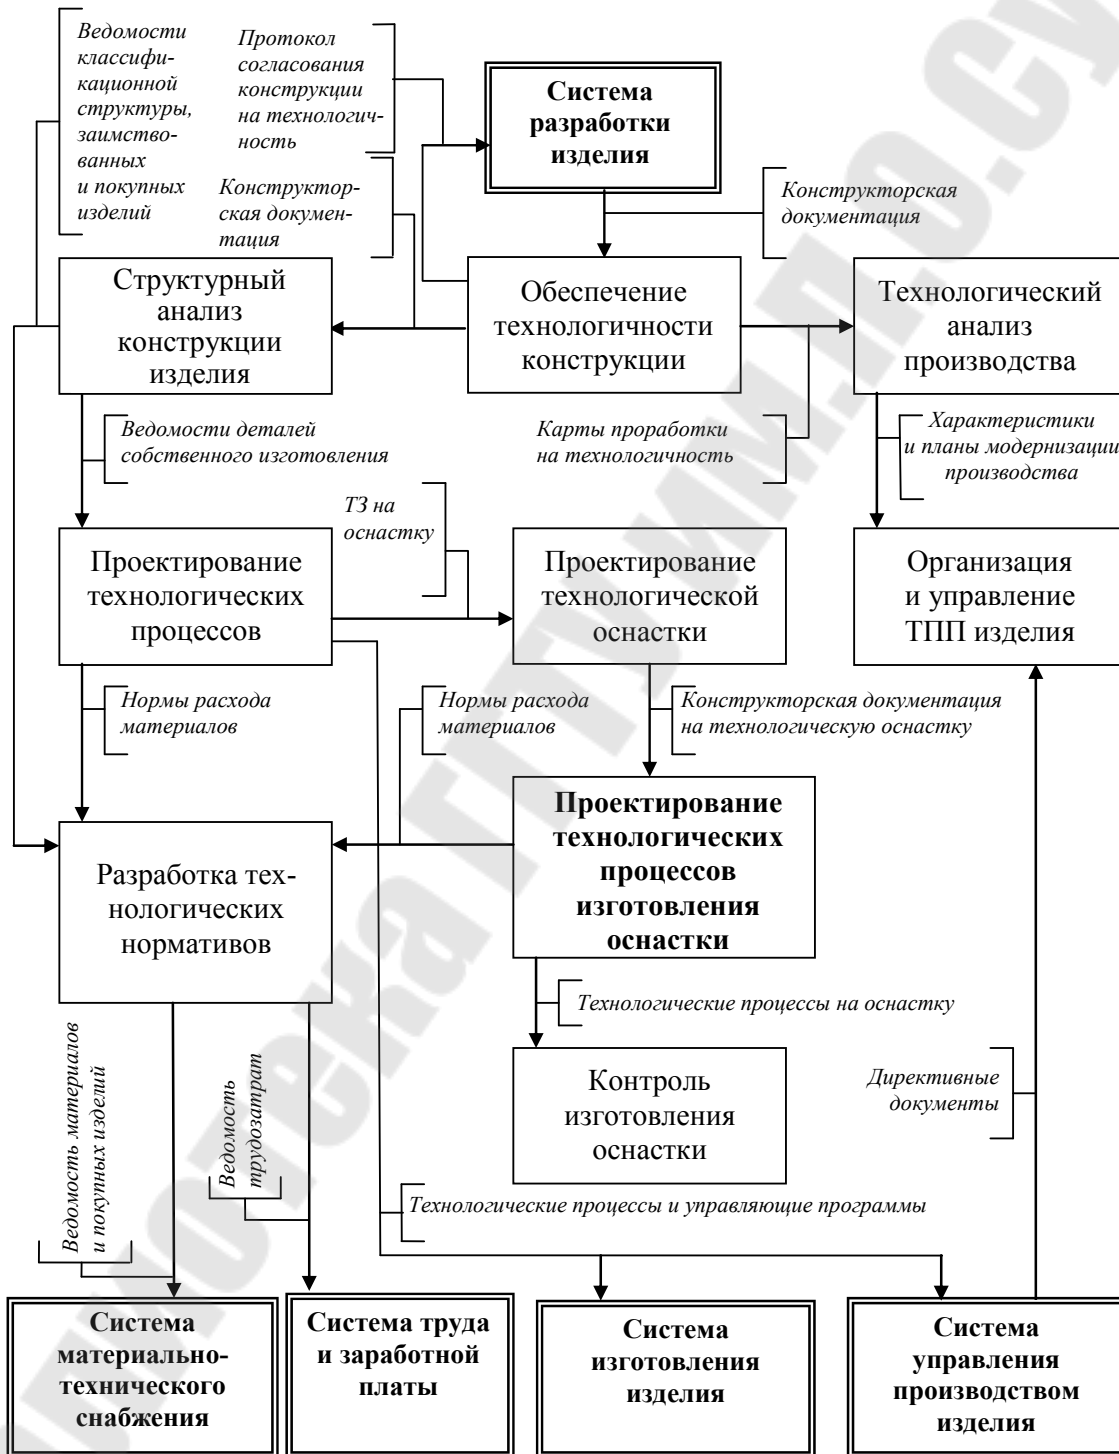 Ведомости
классифи-
кационной
структуры,
заимство-
ванных
и покупных
изделий
Протокол
согласования
конструкции
на технологич-
ность
Система
разработки
изделия
Конструктор-
ская докумен-
тация
Конструкторская
документация
Структурный
анализ
конструкции
изделия
Обеспечение
технологичности
конструкции
Технологический
анализ
производства
Ведомости деталей
собственного изготовления
Карты проработки
на технологичность
Характеристики
и планы модернизации
производства
ТЗ на
оснастку
Проектирование
технологических
процессов
Проектирование
технологической
оснастки
Организация
и управление
ТПП изделия
Нормы расхода
материалов
Нормы расхода
материалов
Конструкторская документация
на технологическую оснастку
Разработка тех-
нологических
нормативов
Проектирование
технологических
процессов
изготовления
оснастки
Технологические процессы на оснастку
Контроль
изготовления
оснастки
Директивные
документы
Ведомость материалов
и покупных изделий
Ведомость
трудозатрат
Технологические процессы и управляющие программы
Система
материально-
технического
снабжения
Система труда
и заработной
платы
Система
изготовления
изделия
Система
управления
производством
изделия